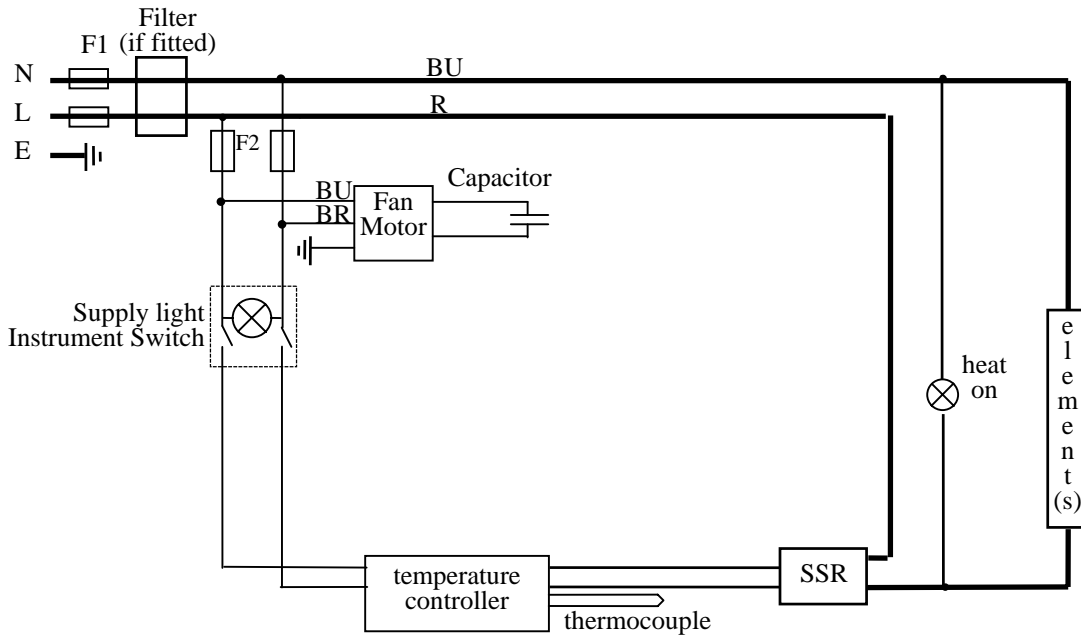 Filter
(if fitted)
F1
N
BU
L
R
E
F2
BU
BR
Fan
Motor
Capacitor
Supply light
Instrument Switch
heat
on
element(s)
temperature
controller
SSR
thermocouple